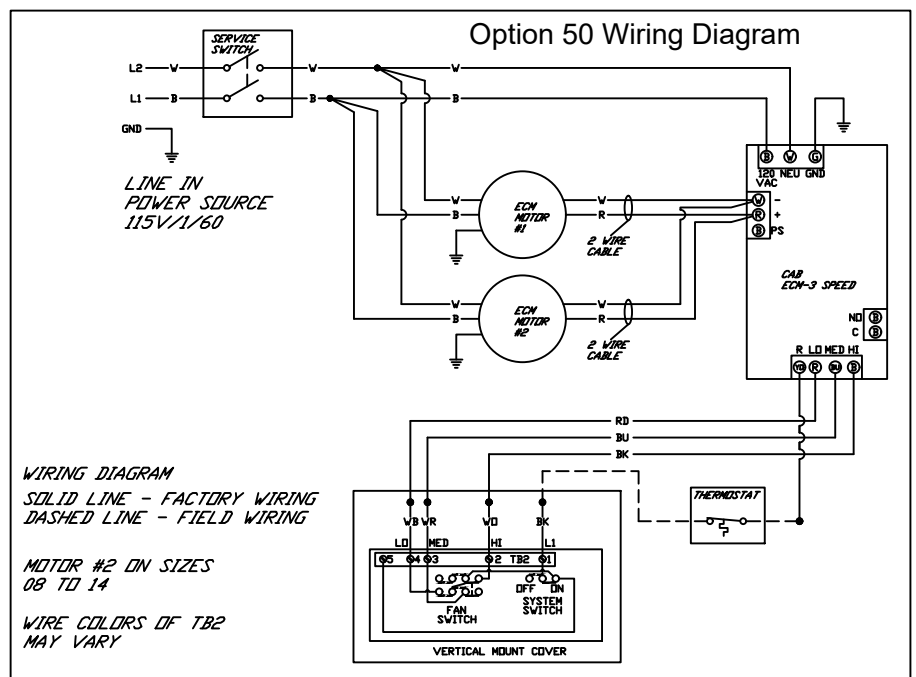 Option 50 Wiring Diagram
SERVICE
SWITCH
L2 W W W
L1 B B B
GND
LINE IN
POWER SOURCE
115V/1/60
B W G
120 NEU GND
VAC
W -
R +
B PS
W ECM W
B MOTOR R
#1
2 WIRE
CABLE
CAB
ECM-3 SPEED
W ECM W
B MOTOR R
#2
2 WIRE
CABLE
NO B
C B
R LO MED HI
R BU B
RD
BU
BK
WIRING DIAGRAM
SOLID LINE - FACTORY WIRING
DASHED LINE - FIELD WIRING
MOTOR #2 ON SIZES
08 TO 14
WIRE COLORS OF TB2
MAY VARY
THERMOSTAT
WB WR WO BK
LO MED HI L1
5 4 3 2 TB2 1
OFF ON
FAN
SWITCH
SYSTEM
SWITCH
VERTICAL MOUNT COVER